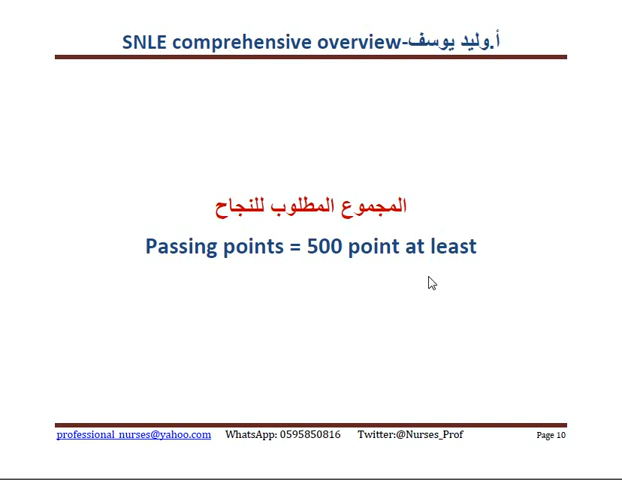 SNLE comprehensive overview-أ.وليد يوسف
المجموع المطلوب للنجاح
Passing points = 500 point at least
professional_nurses@yahoo.com WhatsApp: 0595850816 Twitter:@Nurses_Prof Page 10